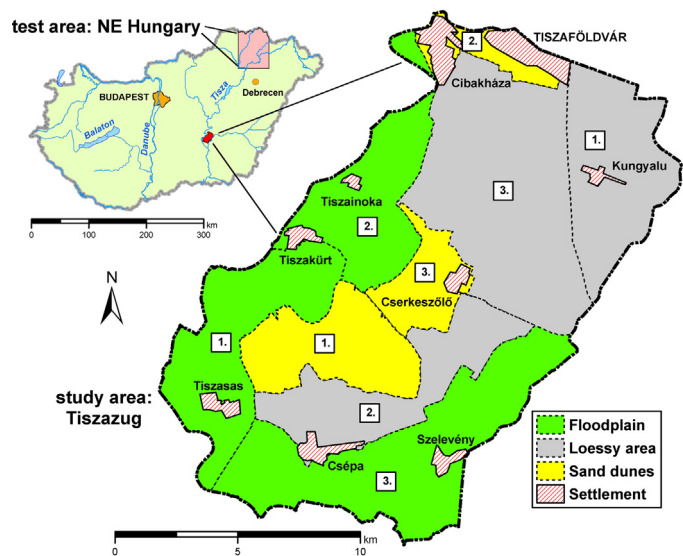 test area: NE Hungary
BUDAPEST
Debrecen
Tisza
Balaton
Danube
0 100 200 300
km
N
study area:
Tiszazug
TISZAFÖLDVÁR
2.
Cibakháza
1.
Kungyalu
3.
Tiszainoka
2.
Tiszakürt
3.
Cserkeszőlő
1.
1.
Tiszasas
2.
Szelevény
Csépa
3.
Floodplain
Loessy area
Sand dunes
Settlement
0 5 10
km